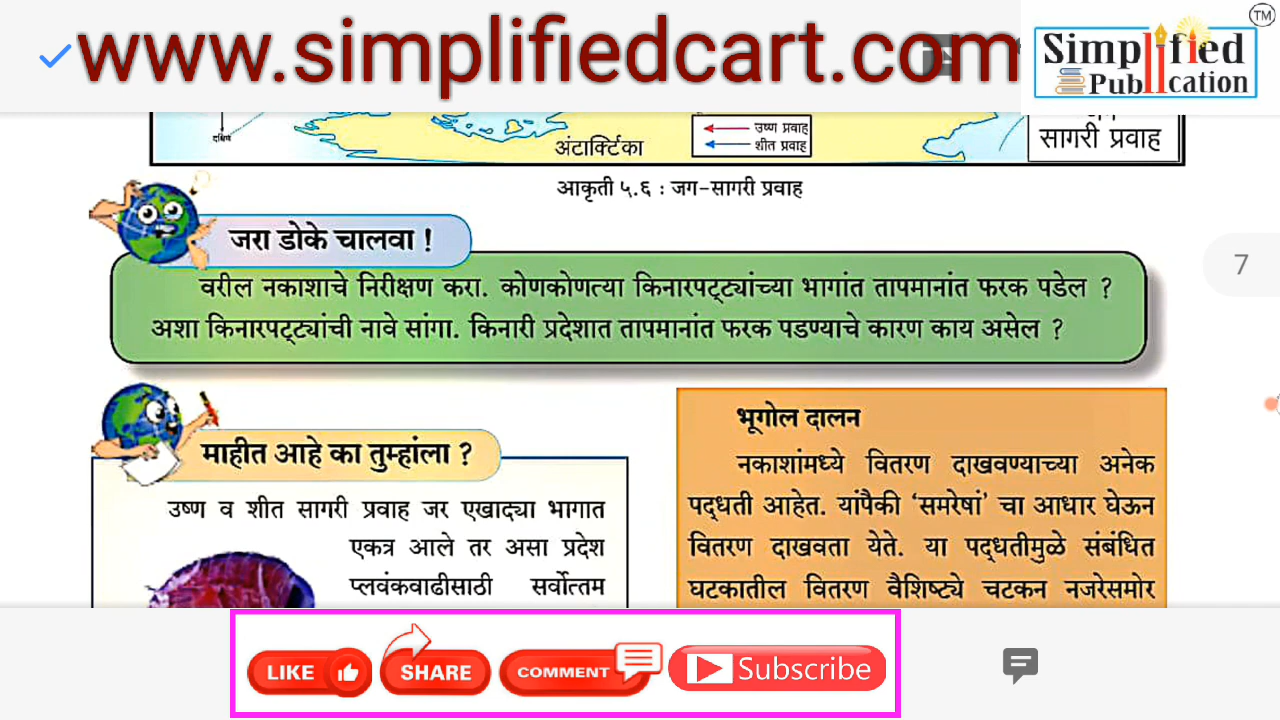 www.simplifiedcart.com
TM
Simplified
Publication
दक्षिण
अंटार्क्टिका
उष्ण प्रवाह
शीत प्रवाह
सागरी प्रवाह
आकृती ५.६ : जग-सागरी प्रवाह
जरा डोके चालवा !
वरील नकाशाचे निरीक्षण करा. कोणकोणत्या किनारपट्ट्यांच्या भागांत तापमानांत फरक पडेल ?
अशा किनारपट्ट्यांची नावे सांगा. किनारी प्रदेशात तापमानांत फरक पडण्याचे कारण काय असेल ?
7
माहीत आहे का तुम्हांला ?
उष्ण व शीत सागरी प्रवाह जर एखाद्या भागात
एकत्र आले तर असा प्रदेश
प्लवंकवाढीसाठी सर्वोत्तम
भूगोल दालन
नकाशांमध्ये वितरण दाखवण्याच्या अनेक
पद्धती आहेत. यांपैकी ‘समरेषां’ चा आधार घेऊन
वितरण दाखवता येते. या पद्धतीमुळे संबंधित
घटकातील वितरण वैशिष्ट्ये चटकन नजरेसमोर
LIKE
SHARE
COMMENT
Subscribe